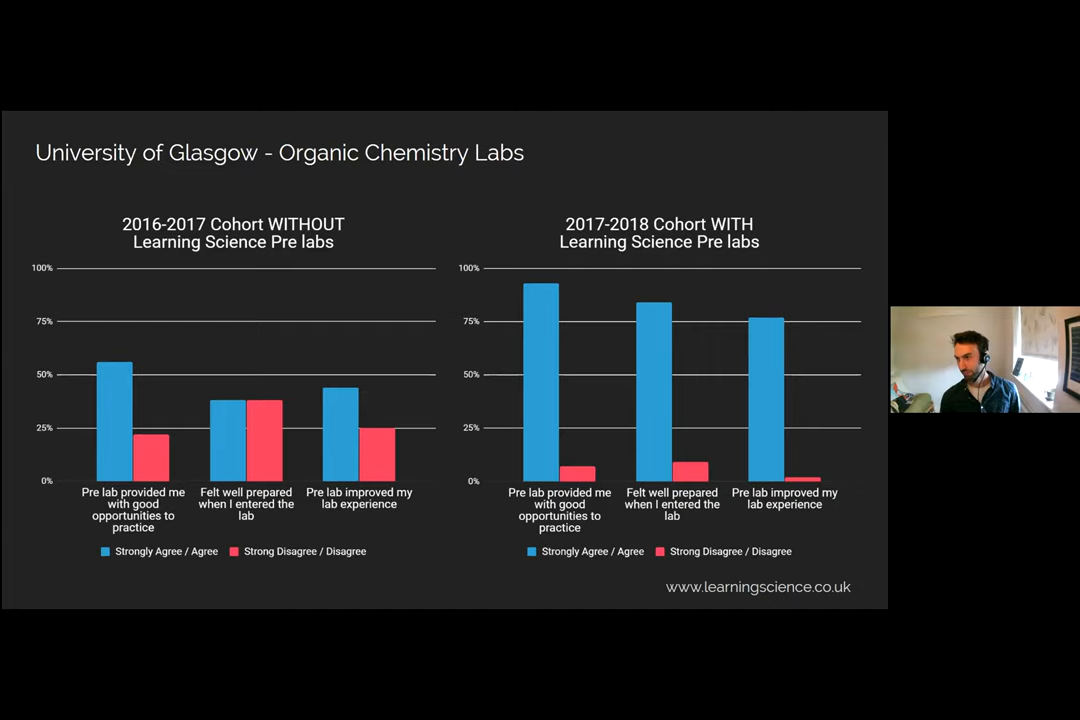 University of Glasgow - Organic Chemistry Labs
2016-2017 Cohort WITHOUT
Learning Science Pre labs
100%
75%
50%
25%
0%
Pre lab provided me
with good
opportunities to
practice
Felt well prepared
when I entered the
lab
Pre lab improved my
lab experience
Strongly Agree / Agree
Strong Disagree / Disagree
2017-2018 Cohort WITH
Learning Science Pre labs
100%
75%
50%
25%
0%
Pre lab provided me
with good
opportunities to
practice
Felt well prepared
when I entered the
lab
Pre lab improved my
lab experience
Strongly Agree / Agree
Strong Disagree / Disagree
www.learningscience.co.uk